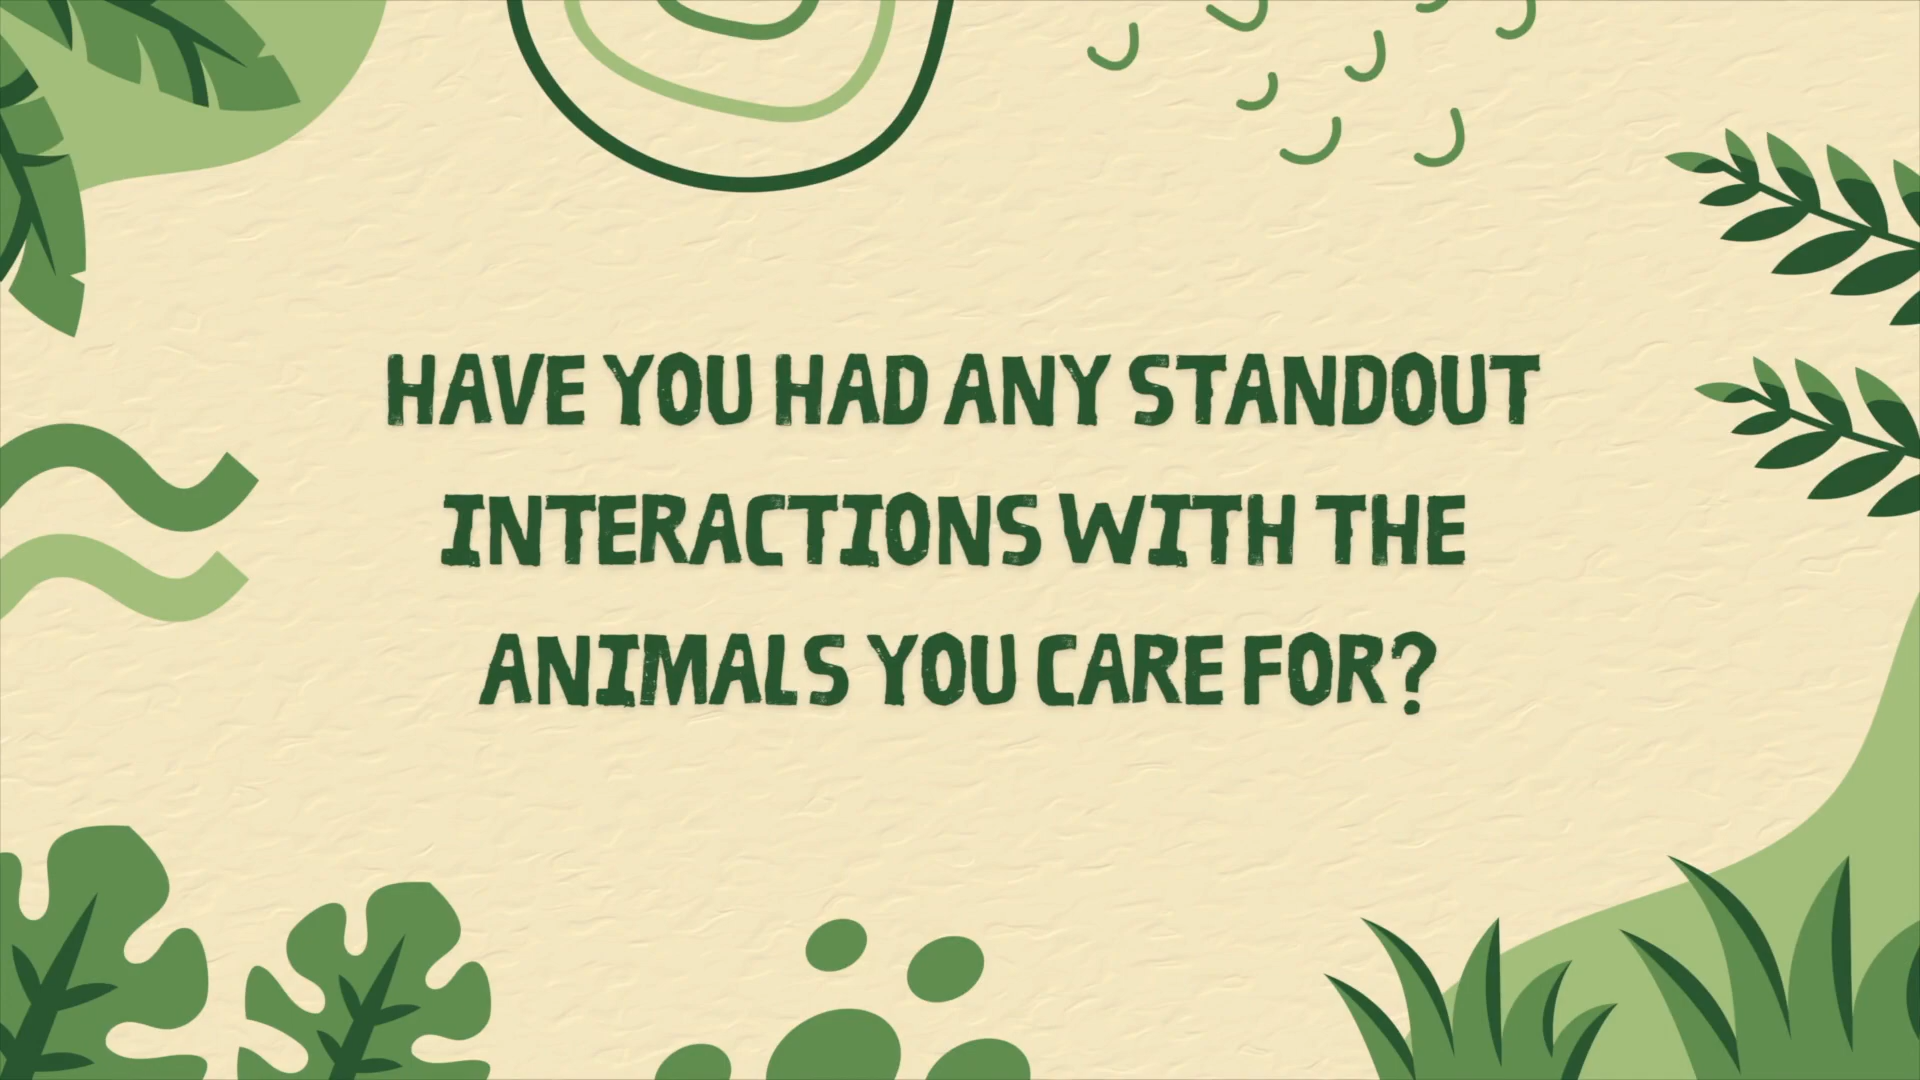 HAVE YOU HAD ANY STANDOUT
INTERACTIONS WITH THE
ANIMALS YOU CARE FOR?